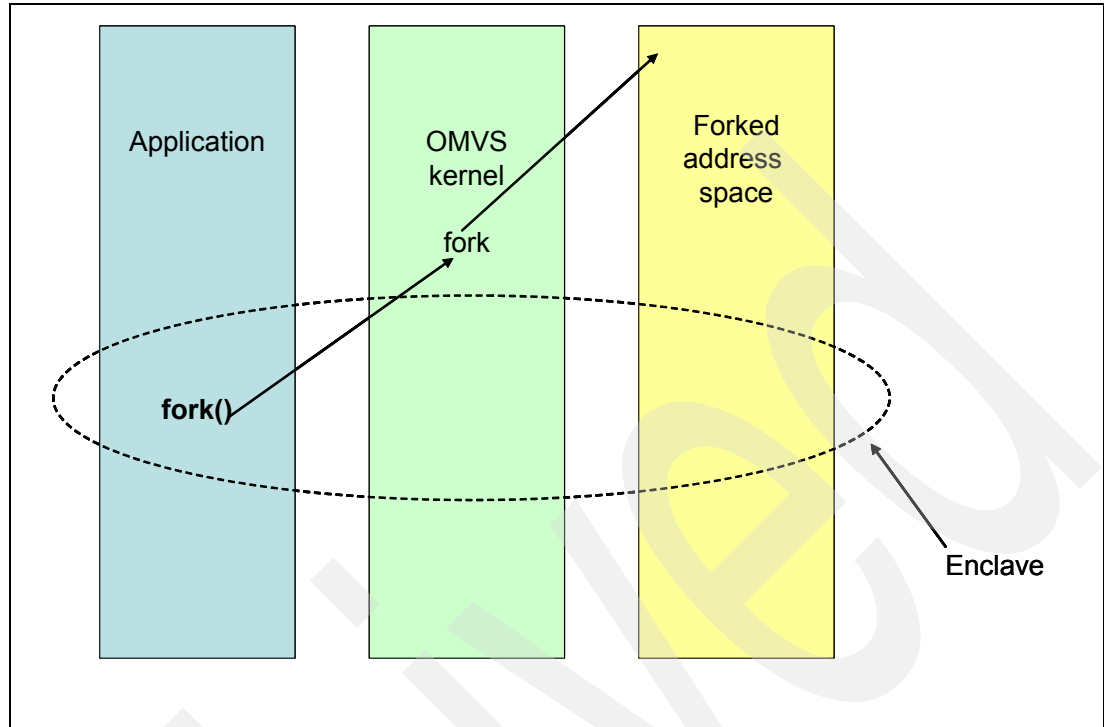 Application
OMVS
kernel
fork
Forked
address
space
fork()
Enclave